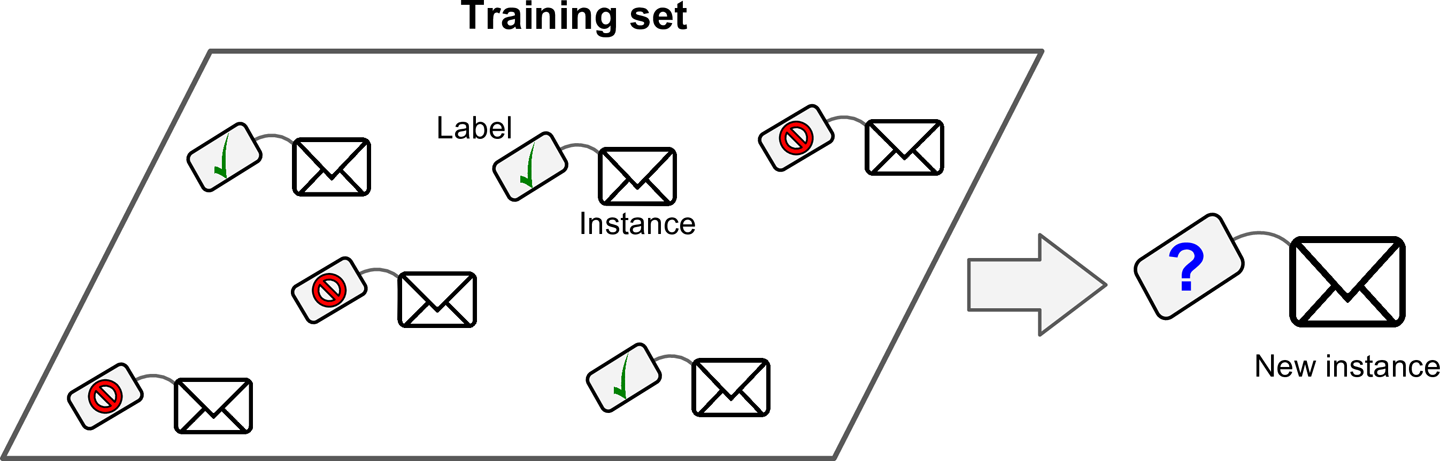 Training set
Label
Instance
?
New instance